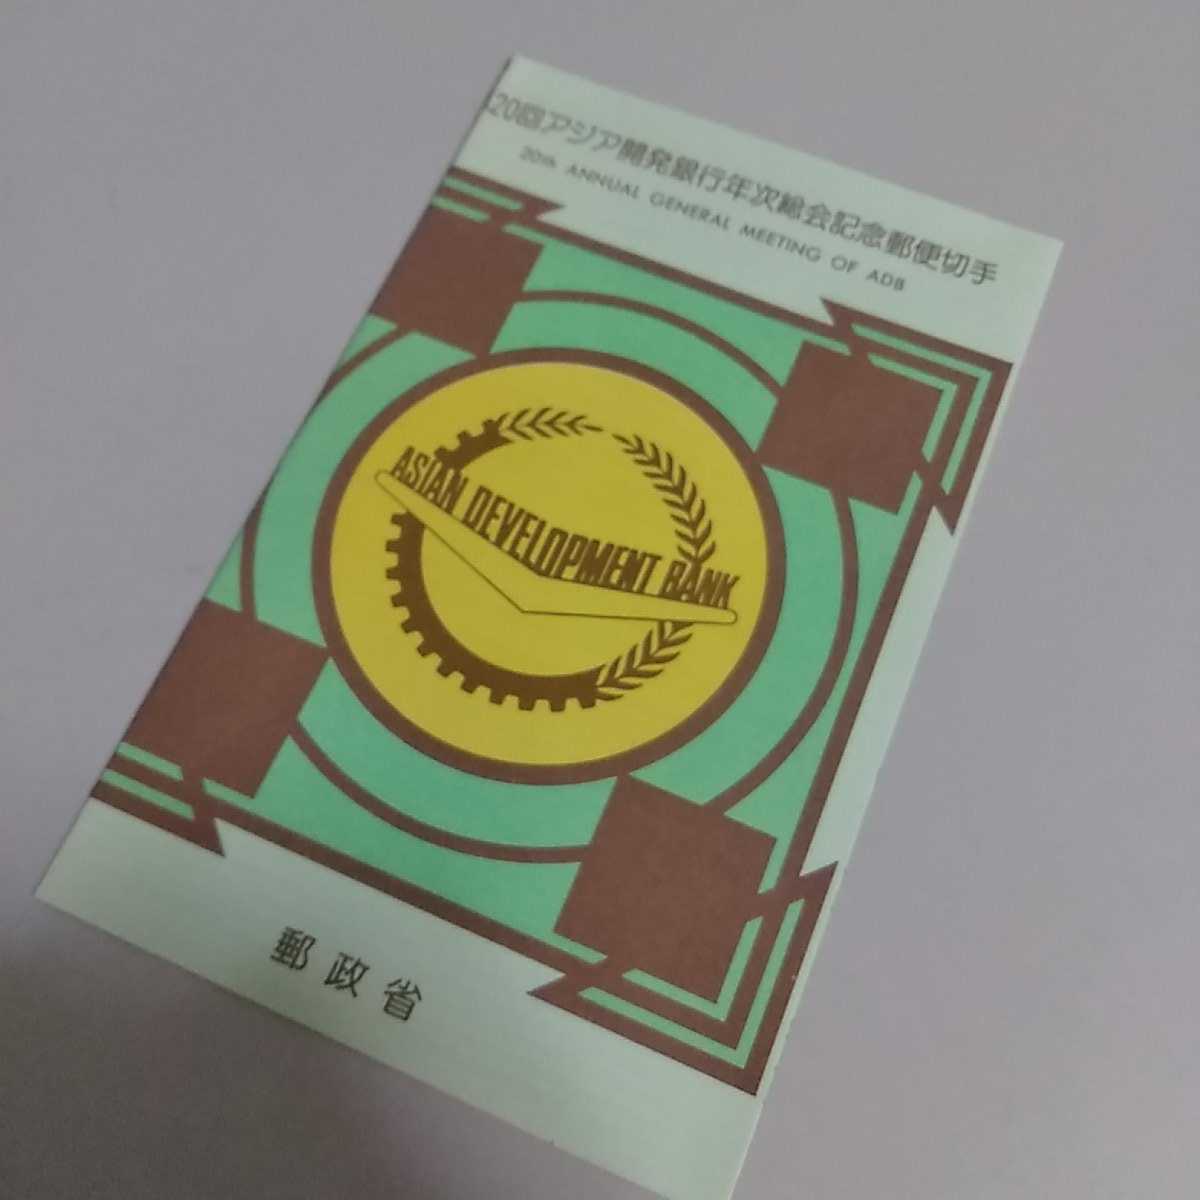 20回アジア開発銀行年次総会記念郵便切手
20th ANNUAL GENERAL MEETING OF ADB
ASIAN DEVELOPMENT BANK
郵政省